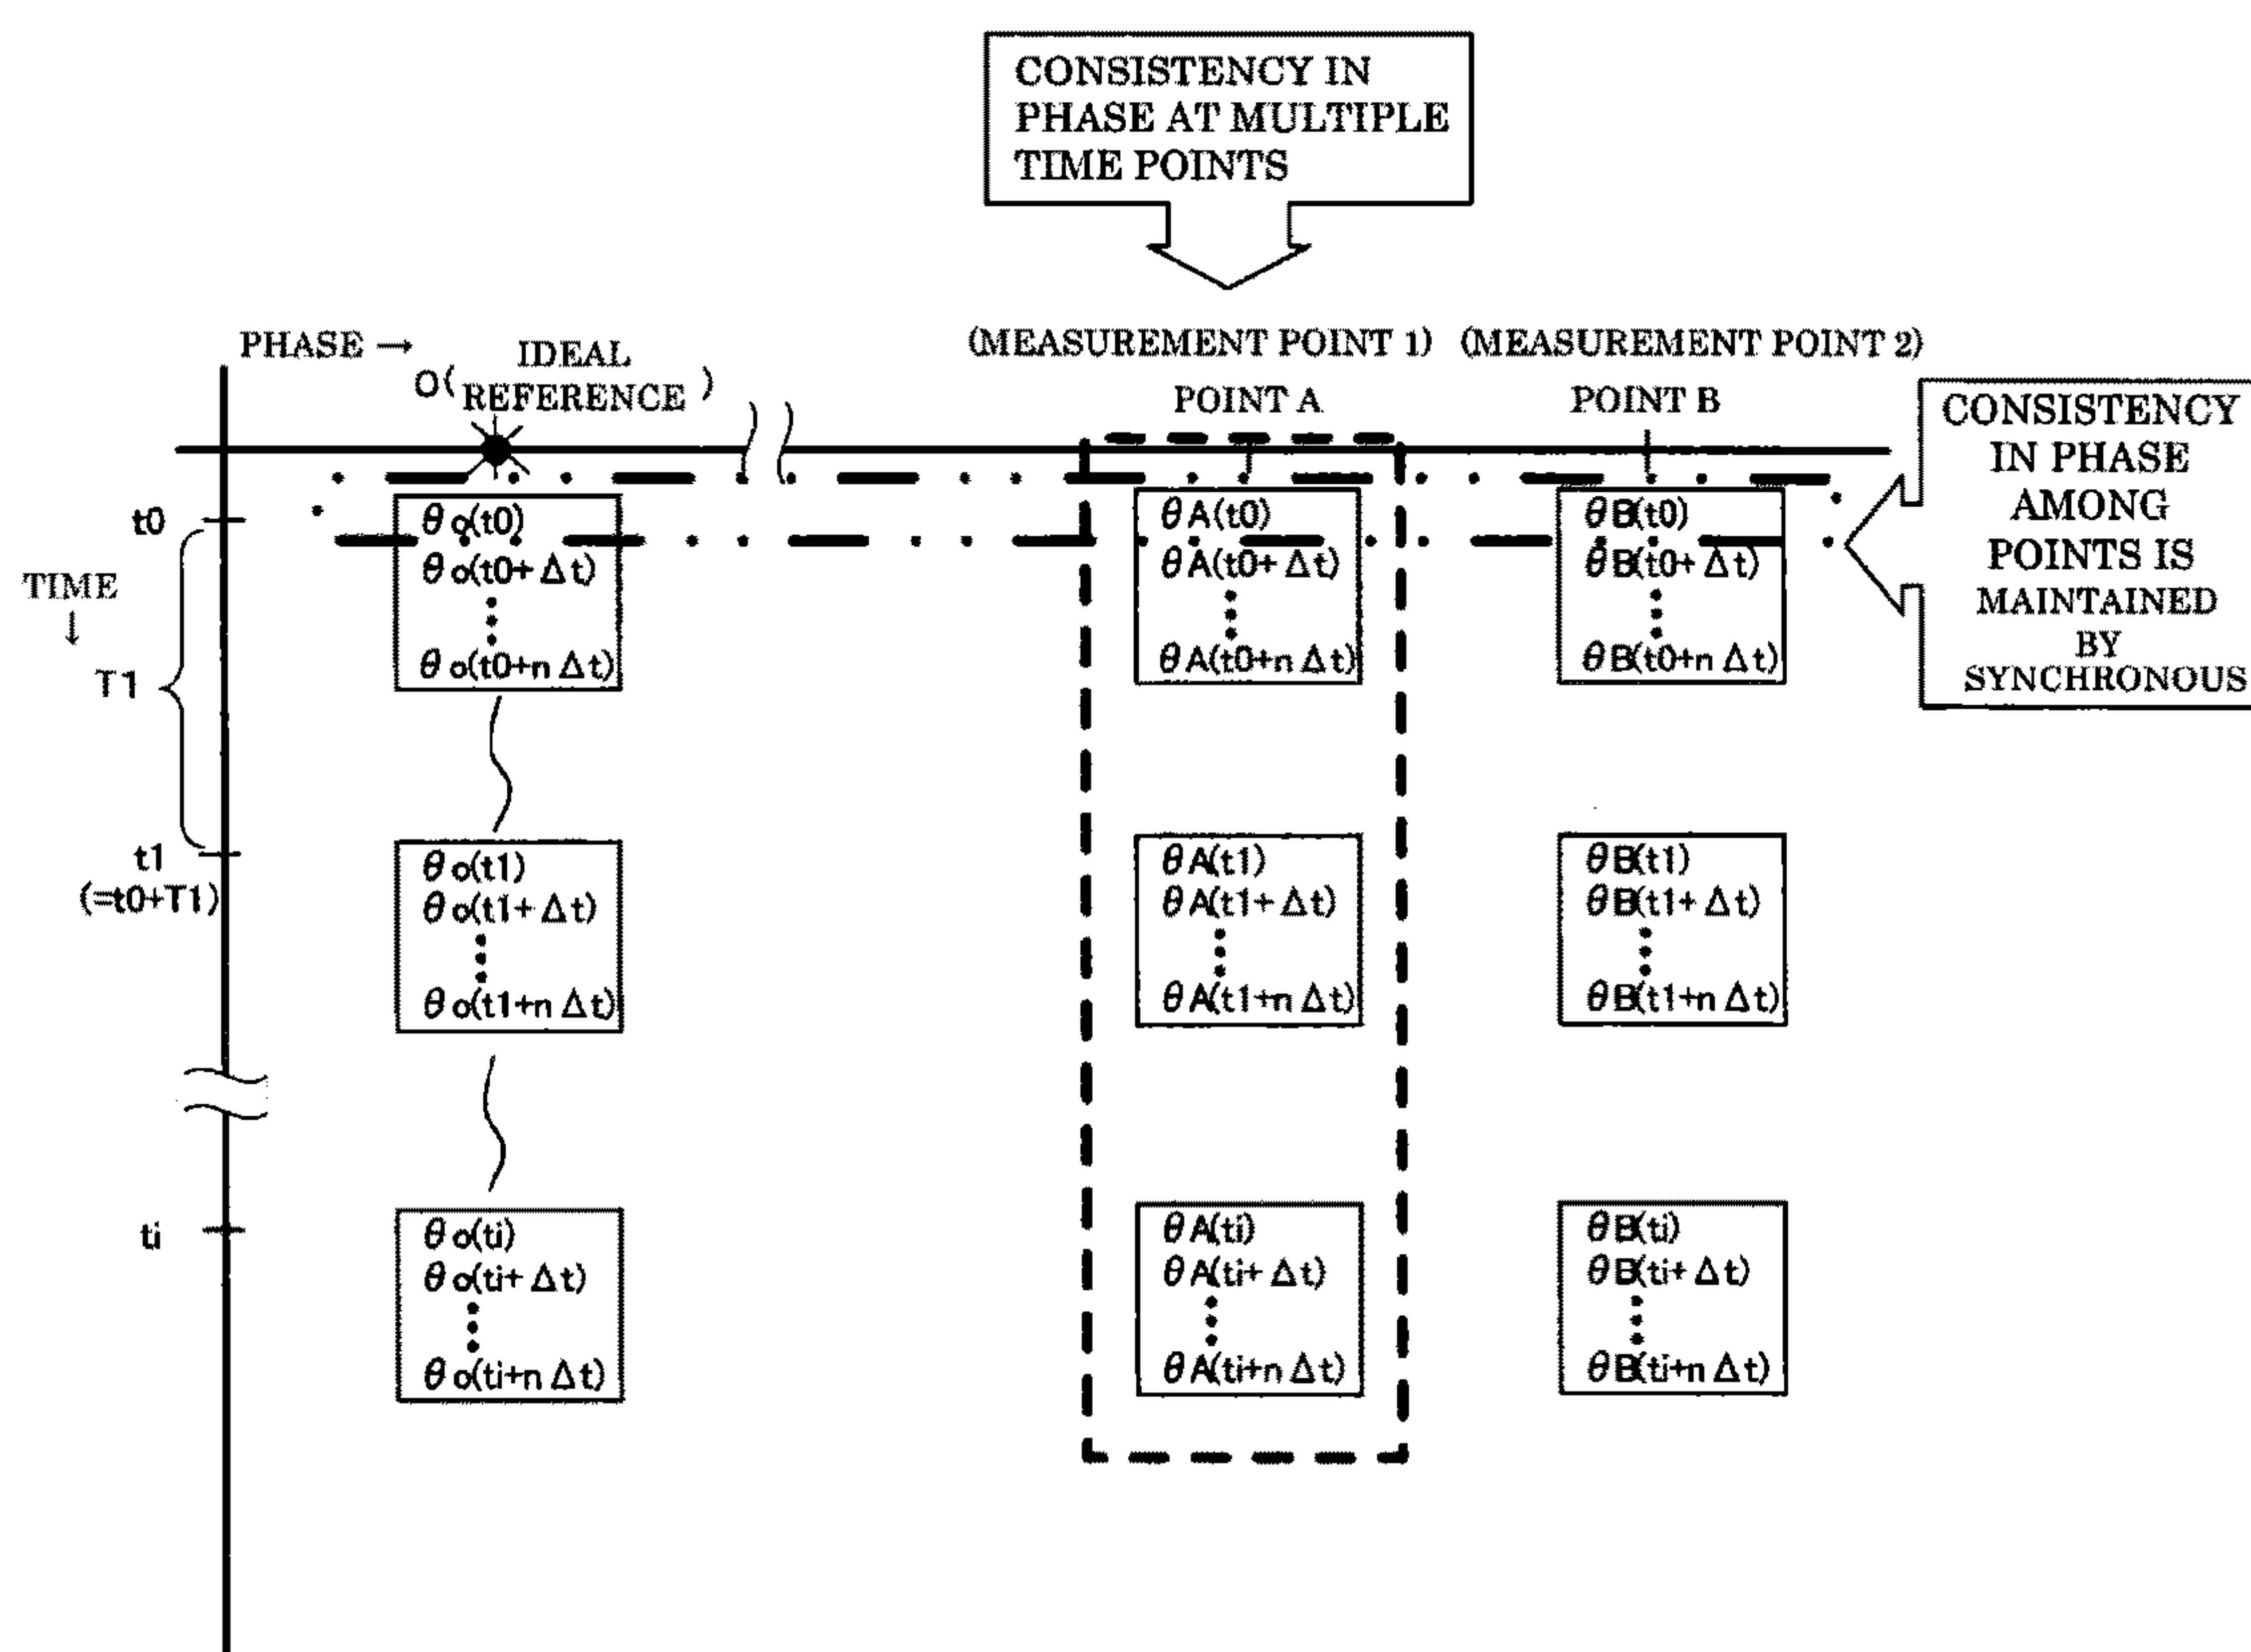 CONSISTENCY IN
PHASE AT MULTIPLE
TIME POINTS
PHASE →
O( IDEAL
REFERENCE )
(MEASUREMENT POINT 1)
POINT A
(MEASUREMENT POINT 2)
POINT B
CONSISTENCY
IN PHASE
AMONG
POINTS IS
MAINTAINED
BY
SYNCHRONOUS
TIME
↓
t0
T1
t1
(=t0+T1)
ti
θo(t0)
θo(t0+Δt)
θo(t0+nΔt)
θA(t0)
θA(t0+Δt)
θA(t0+nΔt)
θB(t0)
θB(t0+Δt)
θB(t0+nΔt)
θo(t1)
θo(t1+Δt)
θo(t1+nΔt)
θA(t1)
θA(t1+Δt)
θA(t1+nΔt)
θB(t1)
θB(t1+Δt)
θB(t1+nΔt)
θo(ti)
θo(ti+Δt)
θo(ti+nΔt)
θA(ti)
θA(ti+Δt)
θA(ti+nΔt)
θB(ti)
θB(ti+Δt)
θB(ti+nΔt)